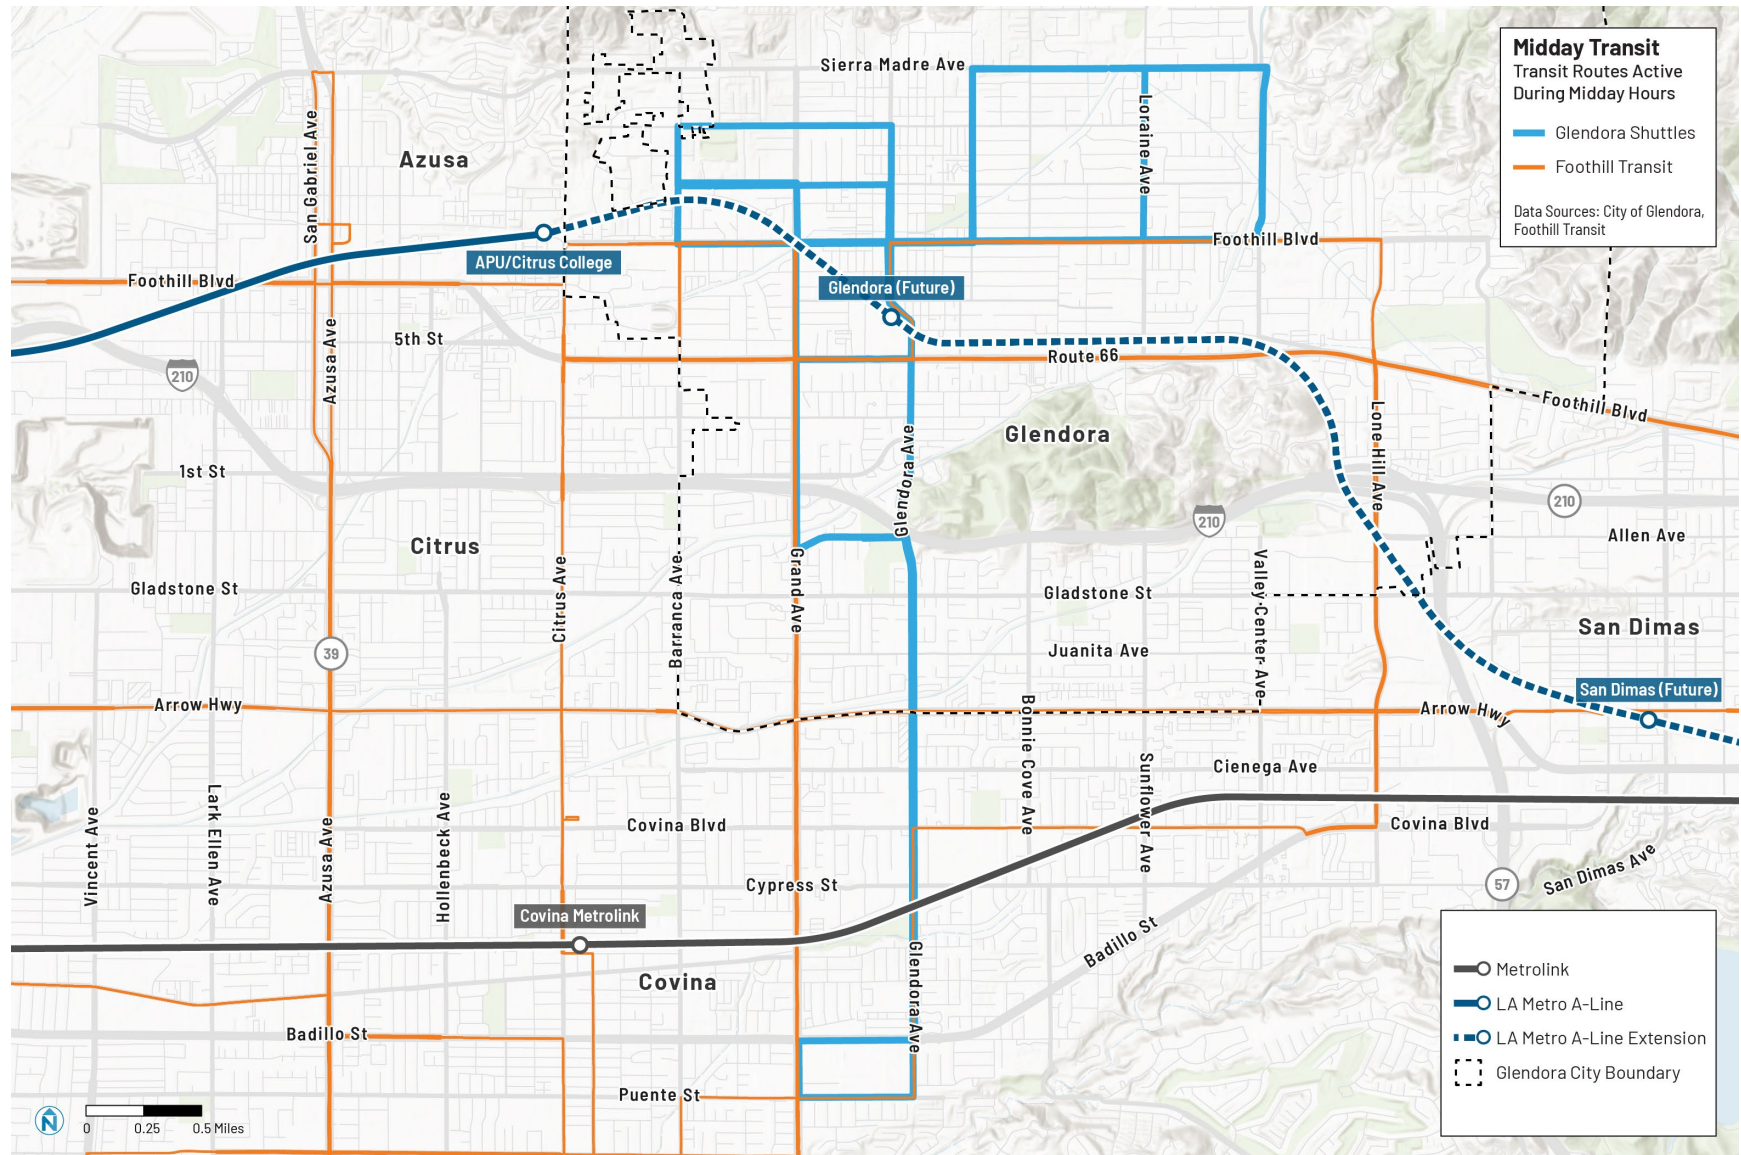 Midday Transit
Transit Routes Active
During Midday Hours
Glendora Shuttles
Foothill Transit
Data Sources: City of Glendora,
Foothill Transit
Sierra Madre Ave
Loraine Ave
San Gabriel Ave
Azusa
APU/Citrus College
Foothill Blvd
Foothill Blvd
Glendora (Future)
5th St
Azusa Ave
Route 66
210
Foothill Blvd
Lone Hill Ave
Glendora
Glendora Ave
1st St
210
210
Allen Ave
Citrus
Gladstone St
Citrus Ave
Barranca Ave
Grand Ave
Gladstone St
Valley Center Ave
San Dimas
39
Juanita Ave
San Dimas (Future)
Arrow Hwy
Arrow Hwy
Bonnie Cove Ave
Sunflower Ave
Cienega Ave
Vincent Ave
Lark Ellen Ave
Azusa Ave
Hollenbeck Ave
Covina Blvd
Covina Blvd
Cypress St
57
San Dimas Ave
Covina Metrolink
Badillo St
Covina
Glendora Ave
Badillo St
Puente St
Metrolink
LA Metro A-Line
LA Metro A-Line Extension
Glendora City Boundary
N
0 0.25 0.5 Miles